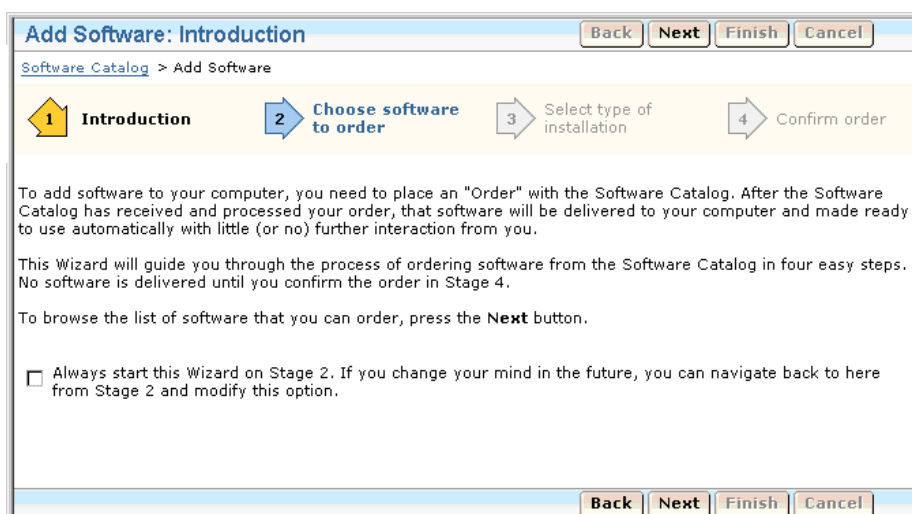 Add Software: Introduction Back Next Finish Cancel
Software Catalog > Add Software
1 Introduction 2 Choose software to order 3 Select type of installation 4 Confirm order
To add software to your computer, you need to place an "Order" with the Software Catalog. After the Software
Catalog has received and processed your order, that software will be delivered to your computer and made ready
to use automatically with little (or no) further interaction from you.
This Wizard will guide you through the process of ordering software from the Software Catalog in four easy steps.
No software is delivered until you confirm the order in Stage 4.
To browse the list of software that you can order, press the Next button.
Always start this Wizard on Stage 2. If you change your mind in the future, you can navigate back to here
from Stage 2 and modify this option.
Back Next Finish Cancel